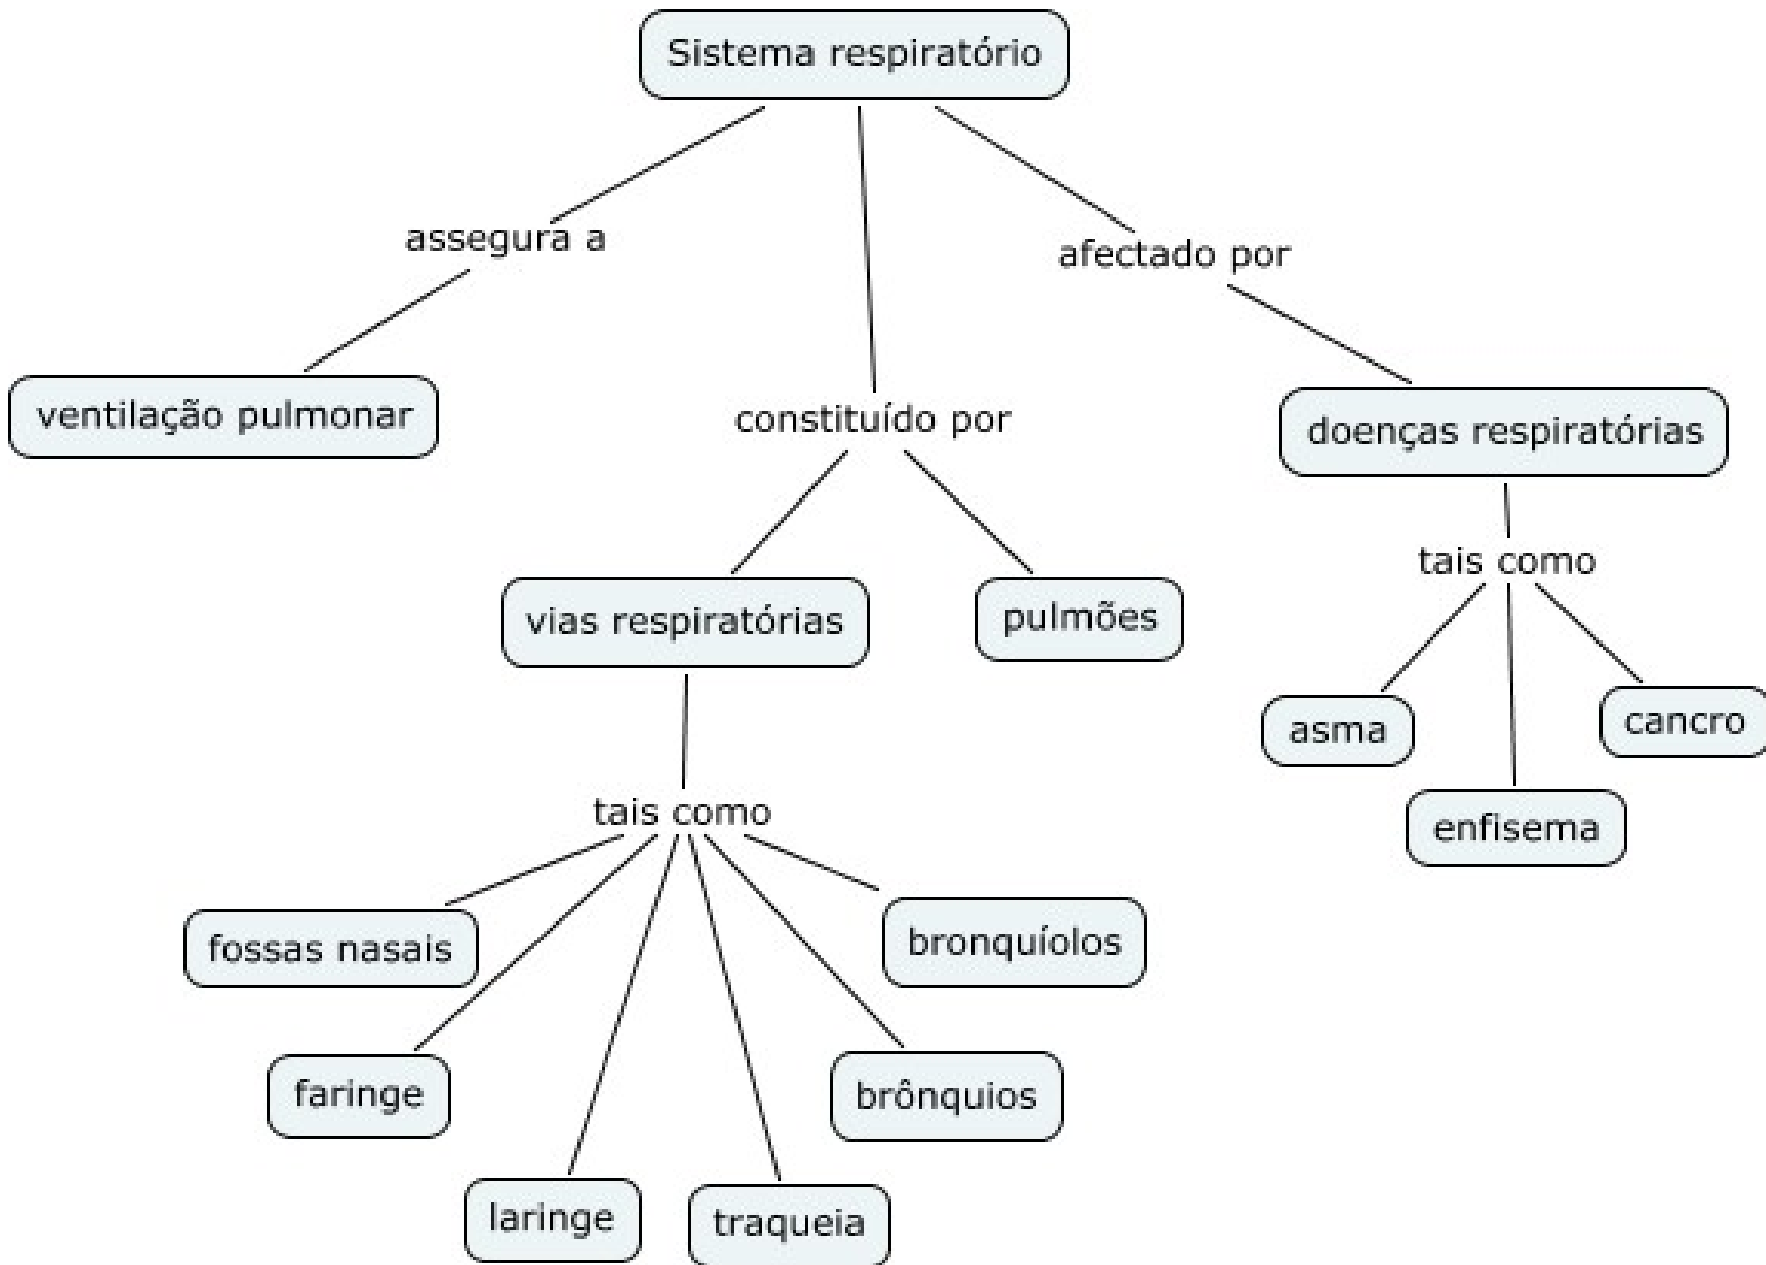 Sistema respiratório
assegura a
afectado por
ventilação pulmonar
constituído por
doenças respiratórias
tais como
vias respiratórias
pulmões
asma
cancro
enfisema
tais como
fossas nasais
bronquíolos
faringe
brônquios
laringe
traqueia